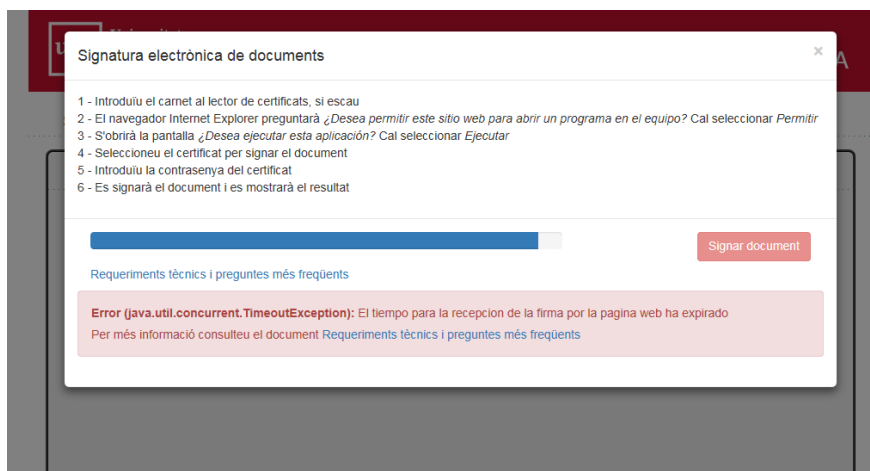 Signatura electrònica de documents
×
A
1 - Introduïu el carnet al lector de certificats, si escau
2 - El navegador Internet Explorer preguntarà ¿Desea permitir este sitio web para abrir un programa en el equipo? Cal seleccionar Permitir
3 - S'obrirà la pantalla ¿Desea ejecutar esta aplicación? Cal seleccionar Ejecutar
4 - Seleccioneu el certificat per signar el document
5 - Introduïu la contrasenya del certificat
6 - Es signarà el document i es mostrarà el resultat
Signar document
Requeriments tècnics i preguntes més freqüents
Error (java.util.concurrent.TimeoutException): El tiempo para la recepcion de la firma por la pagina web ha expirado
Per més informació consulteu el document Requeriments tècnics i preguntes més freqüents